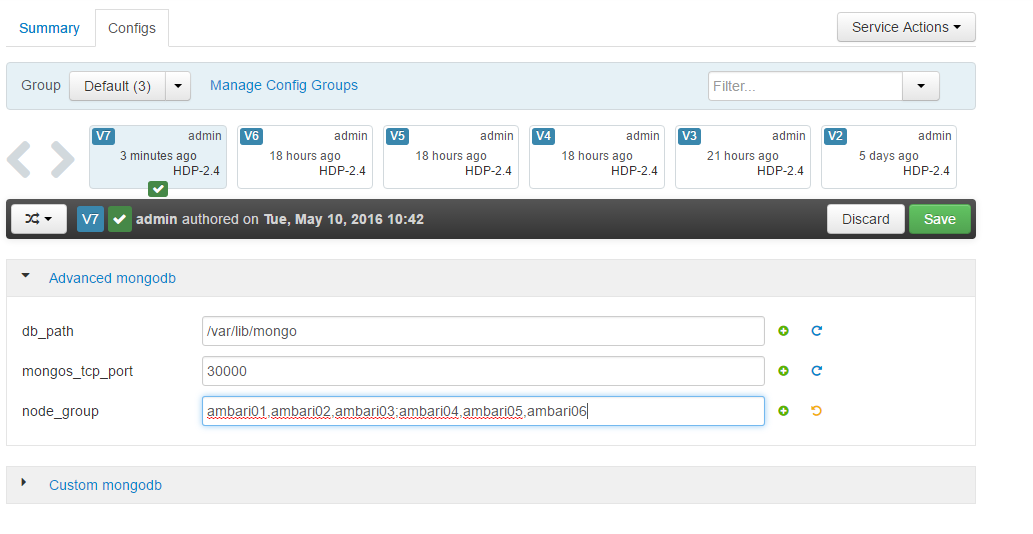 Summary Configs Service Actions
Group Default (3) Manage Config Groups Filter...
V7 admin V6 admin V5 admin V4 admin V3 admin V2 admin
3 minutes ago 18 hours ago 18 hours ago 18 hours ago 21 hours ago 5 days ago
HDP-2.4 HDP-2.4 HDP-2.4 HDP-2.4 HDP-2.4 HDP-2.4
V7 admin authored on Tue, May 10, 2016 10:42 Discard Save
Advanced mongodb
db_path /var/lib/mongo
mongos_tcp_port 30000
node_group ambari01,ambari02,ambari03;ambari04,ambari05,ambari06
Custom mongodb